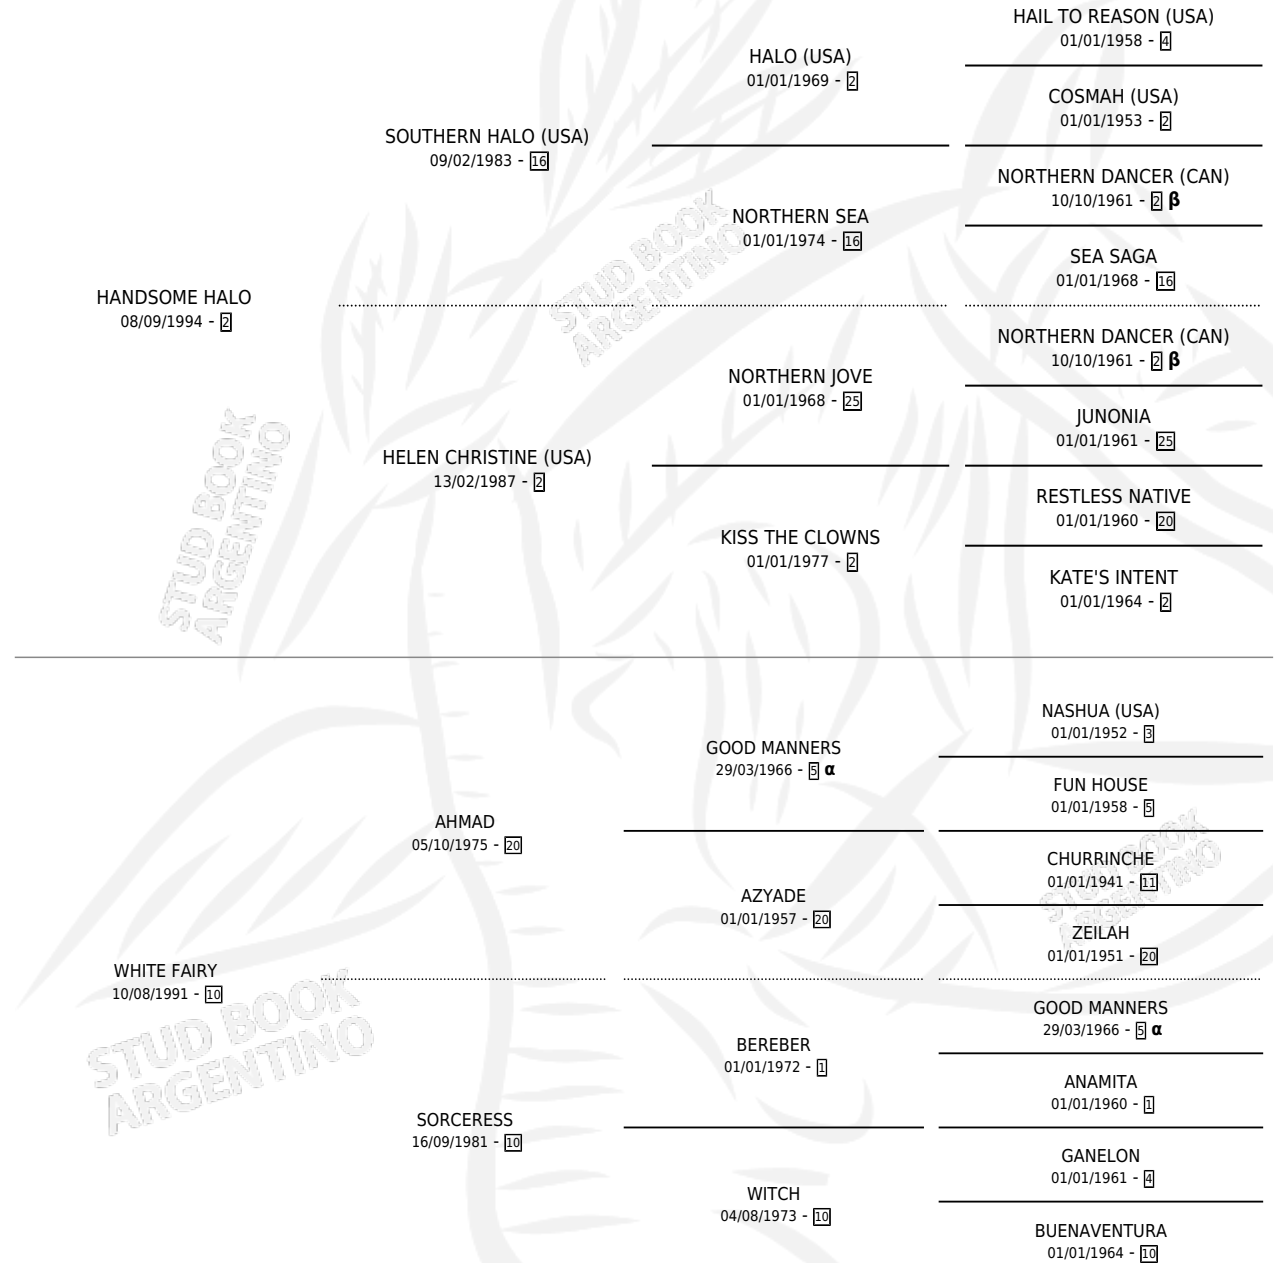 HAIL TO REASON (USA)
01/01/1958 - 4
HALO (USA)
01/01/1969 - 2
COSMAH (USA)
01/01/1953 - 2
SOUTHERN HALO (USA)
09/02/1983 - 16
NORTHERN DANCER (CAN)
10/10/1961 - 2 β
NORTHERN SEA
01/01/1974 - 16
SEA SAGA
01/01/1968 - 16
HANDSOME HALO
08/09/1994 - 2
NORTHERN DANCER (CAN)
10/10/1961 - 2 β
NORTHERN JOVE
01/01/1968 - 25
JUNONIA
01/01/1961 - 25
HELEN CHRISTINE (USA)
13/02/1987 - 2
RESTLESS NATIVE
01/01/1960 - 20
KISS THE CLOWNS
01/01/1977 - 2
KATE'S INTENT
01/01/1964 - 2
NASHUA (USA)
01/01/1952 - 3
GOOD MANNERS
29/03/1966 - 5 α
FUN HOUSE
01/01/1958 - 5
AHMAD
05/10/1975 - 20
CHURRINCHE
01/01/1941 - 11
AZYADE
01/01/1957 - 20
ZEILAH
01/01/1951 - 20
WHITE FAIRY
10/08/1991 - 10
GOOD MANNERS
29/03/1966 - 5 α
BEREBER
01/01/1972 - 1
ANAMITA
01/01/1960 - 1
SORCERESS
16/09/1981 - 10
GANELON
01/01/1961 - 4
WITCH
04/08/1973 - 10
BUENAVENTURA
01/01/1964 - 10
STUD BOOK
ARGENTINO
STUD BOOK
ARGENTINO
STUD BOOK
ARGENTINO
STUD BOOK
ARGENTINO